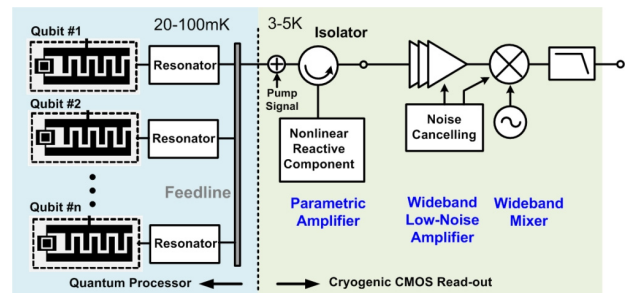 Qubit #1
20-100mK
3-5K
Isolator
Resonator
Qubit #2
Pump
Signal
Resonator
Nonlinear
Reactive
Component
Noise
Cancelling
Feedline
Qubit #n
Parametric
Amplifier
Wideband
Low-Noise
Amplifier
Wideband
Mixer
Resonator
Quantum Processor
Cryogenic CMOS Read-out